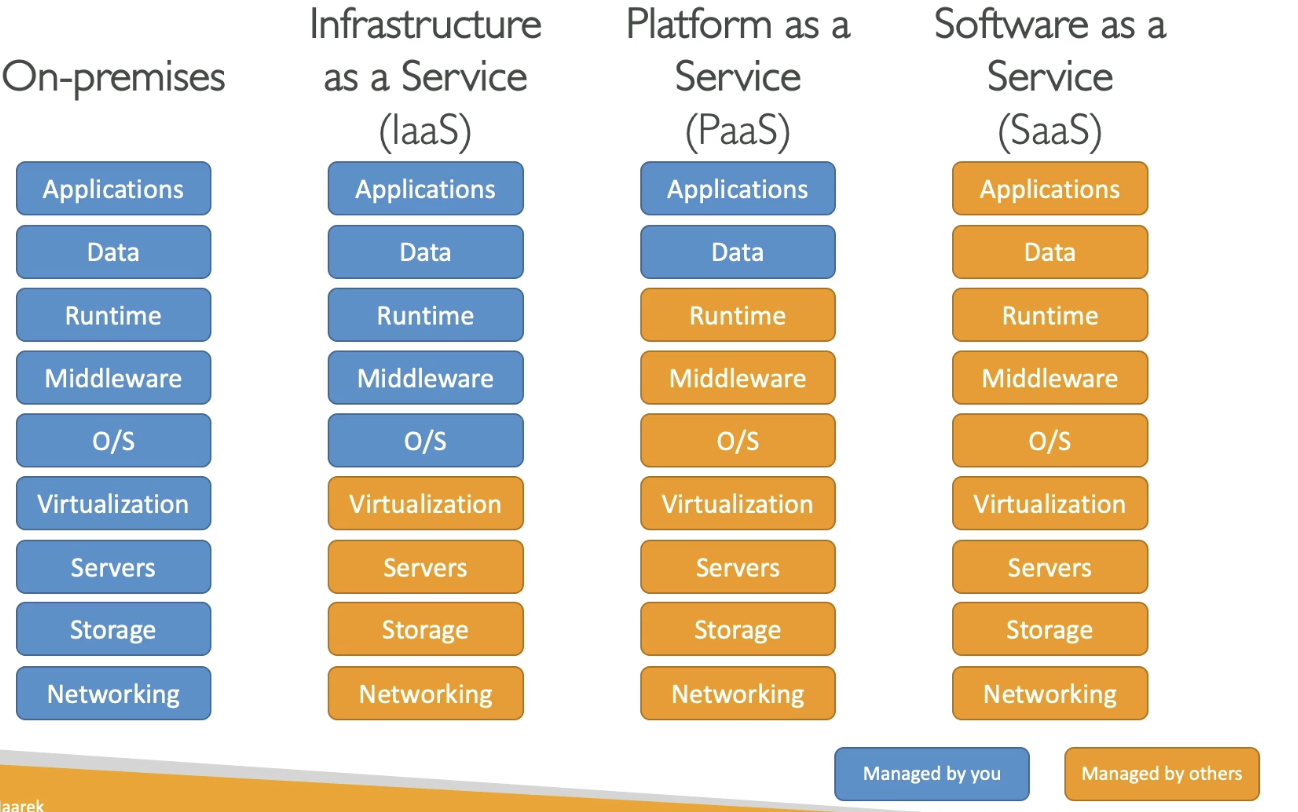 On-premises
Infrastructure
as a Service
(IaaS)
Platform as a
Service
(PaaS)
Software as a
Service
(SaaS)
Applications
Data
Runtime
Middleware
O/S
Virtualization
Servers
Storage
Networking
Applications
Data
Runtime
Middleware
O/S
Virtualization
Servers
Storage
Networking
Applications
Data
Runtime
Middleware
O/S
Virtualization
Servers
Storage
Networking
Applications
Data
Runtime
Middleware
O/S
Virtualization
Servers
Storage
Networking
Managed by you
Managed by others